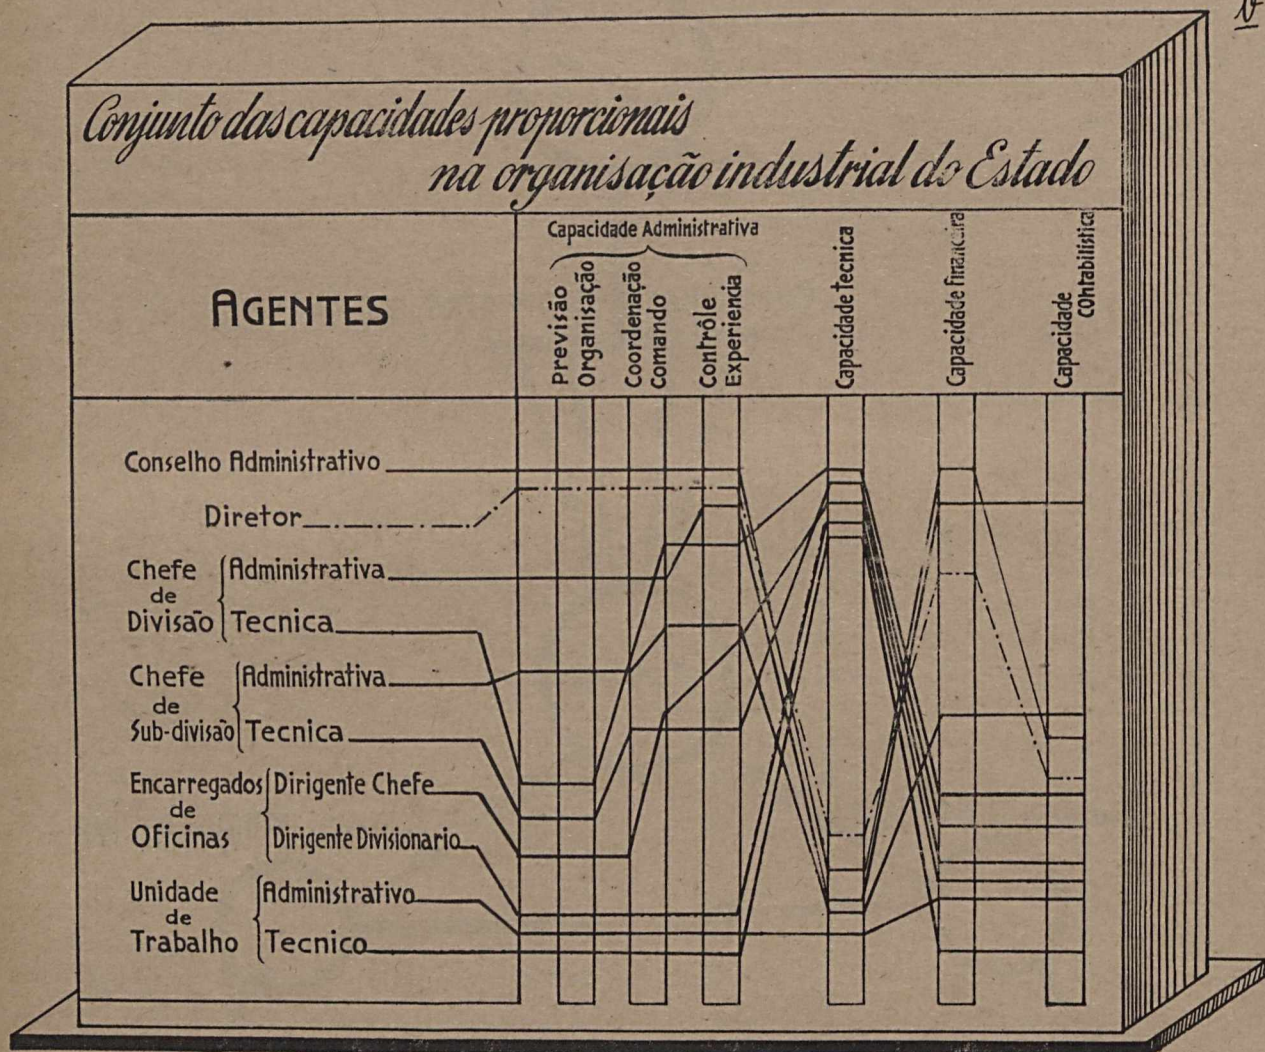 Conjunto das capacidades proporcionais
na organisação industrial do Estado
AGENTES
Capacidade Administrativa
Previsão
Organisação
Coordenação
Comando
Contrôle
Experiencia
Capacidade tecnica
Capacidade financeira
Capacidade
contabilistica
Conselho Administrativo
Diretor
Chefe
de
Divisão
Administrativa
Tecnica
Chefe
de
Sub-divisão
Administrativa
Tecnica
Encarregados
de
Oficinas
Dirigente Chefe
Dirigente Divisionario
Unidade
de
Trabalho
Administrativo
Tecnico